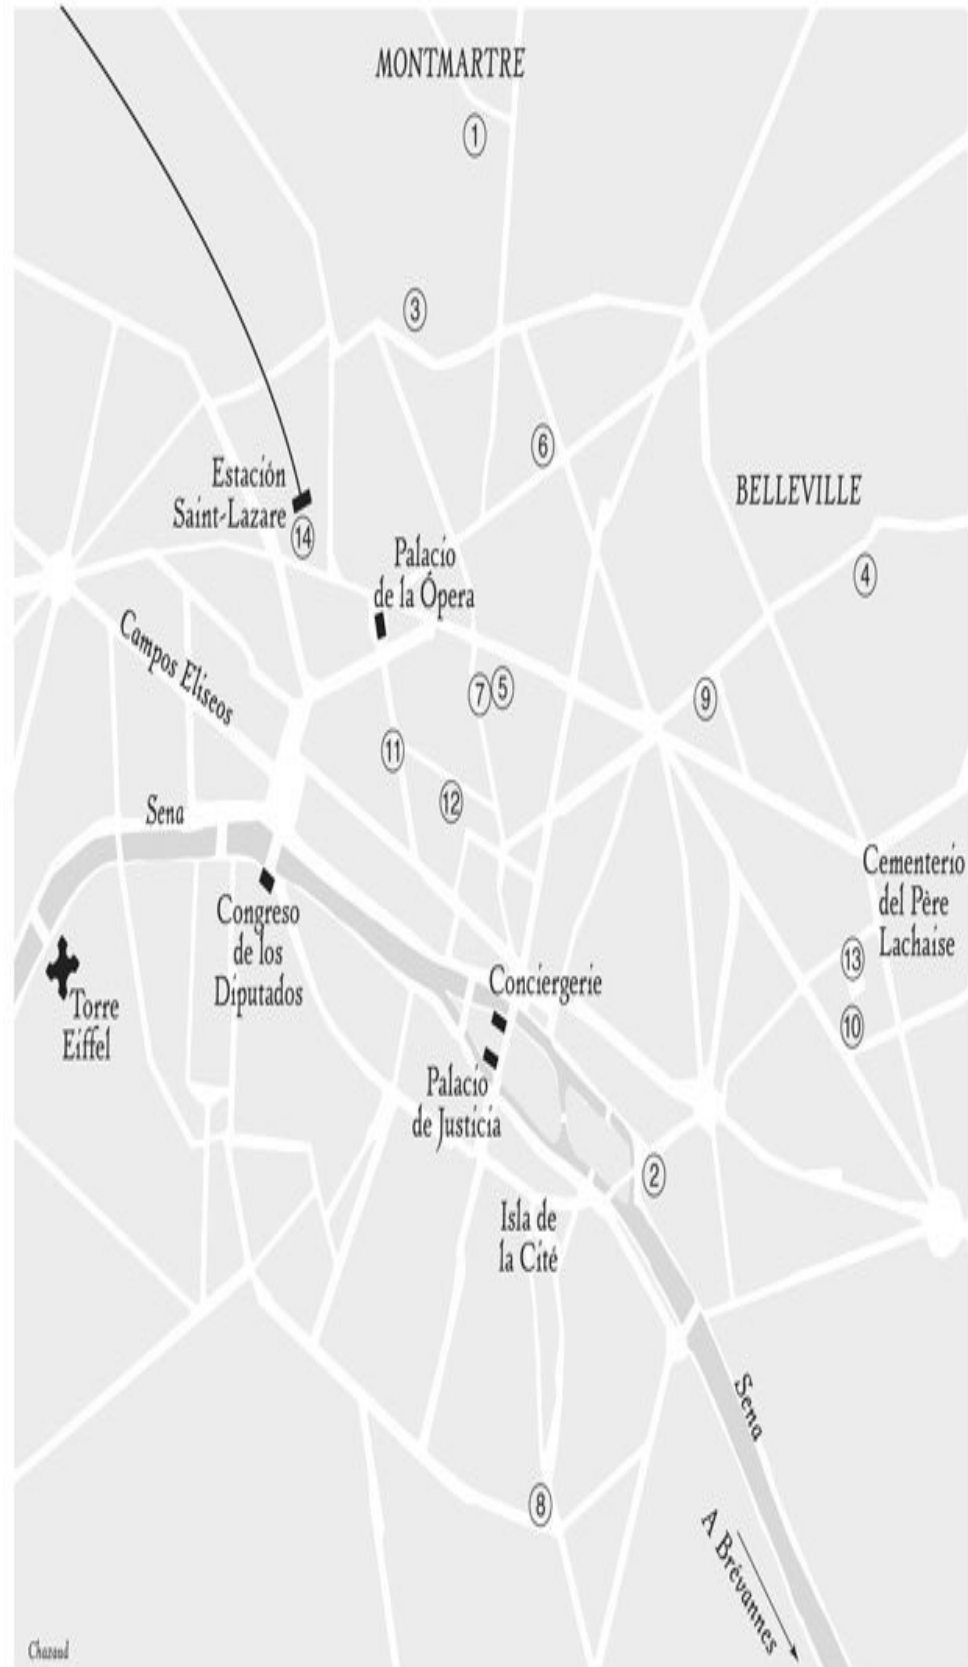 MONTMARTRE
1
3
6
Estación
Saint-Lazare
14
BELLEVILLE
Palacio
de la Ópera
4
Campos Elíseos
7
5
9
11
12
Sena
Cementerio
del Père
Lachaise
Congreso
de los
Diputados
13
Conciergerie
Torre
Eiffel
10
Palacio
de Justicia
2
Isla de
la Cité
Sena
8
A Brévannes
Chazaud